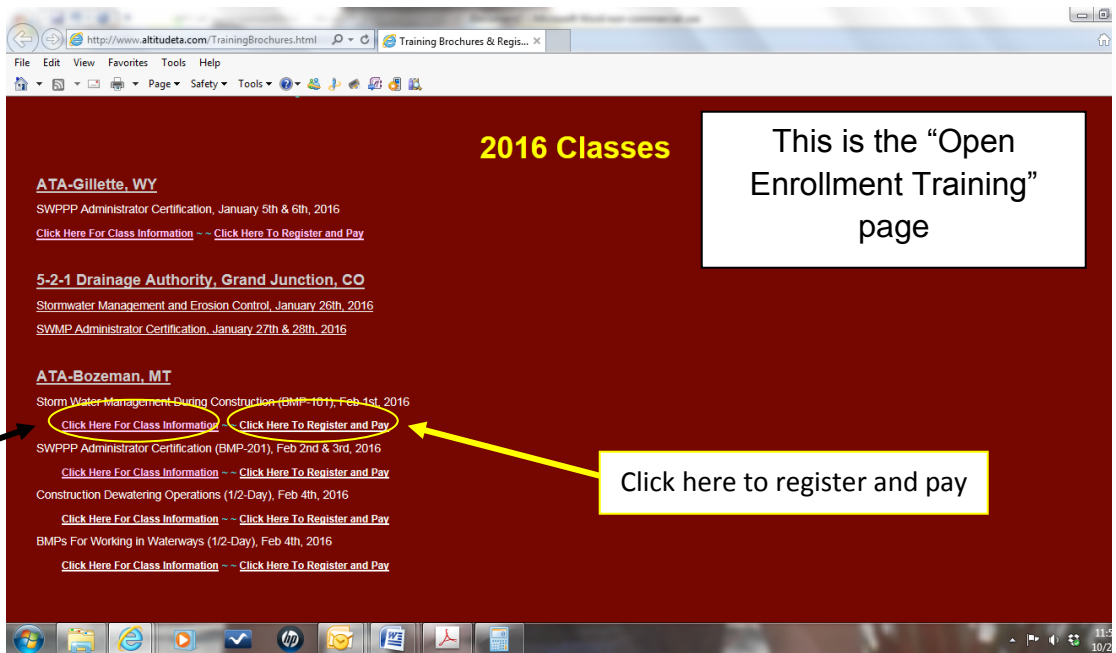 Document - Microsoft Word non-commercial use
http://www.altitudeta.com/TrainingBrochures.html
Training Brochures & Regis...
File Edit View Favorites Tools Help
Page Safety Tools
2016 Classes
This is the “Open
Enrollment Training”
page
ATA-Gillette, WY
SWPPP Administrator Certification, January 5th & 6th, 2016
Click Here For Class Information ~ ~ Click Here To Register and Pay
5-2-1 Drainage Authority, Grand Junction, CO
Stormwater Management and Erosion Control, January 26th, 2016
SWMP Administrator Certification, January 27th & 28th, 2016
ATA-Bozeman, MT
Storm Water Management During Construction (BMP-101), Feb 1st, 2016
Click Here For Class Information ~ ~ Click Here To Register and Pay
SWPPP Administrator Certification (BMP-201), Feb 2nd & 3rd, 2016
Click Here For Class Information ~ ~ Click Here To Register and Pay
Click here to register and pay
Construction Dewatering Operations (1/2-Day), Feb 4th, 2016
Click Here For Class Information ~ ~ Click Here To Register and Pay
BMPs For Working in Waterways (1/2-Day), Feb 4th, 2016
Click Here For Class Information ~ ~ Click Here To Register and Pay